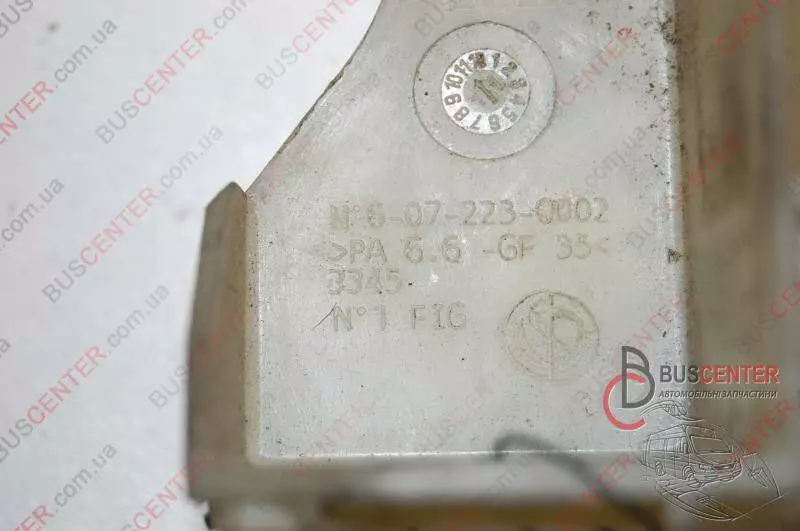 N°6-07-223-0002
>PA 6.6 -GF 35<
3345
N°1 FIG
BUSCENTER
АВТОМОБІЛЬНІ ЗАПЧАСТИНИ
BUSCENTER.com.ua